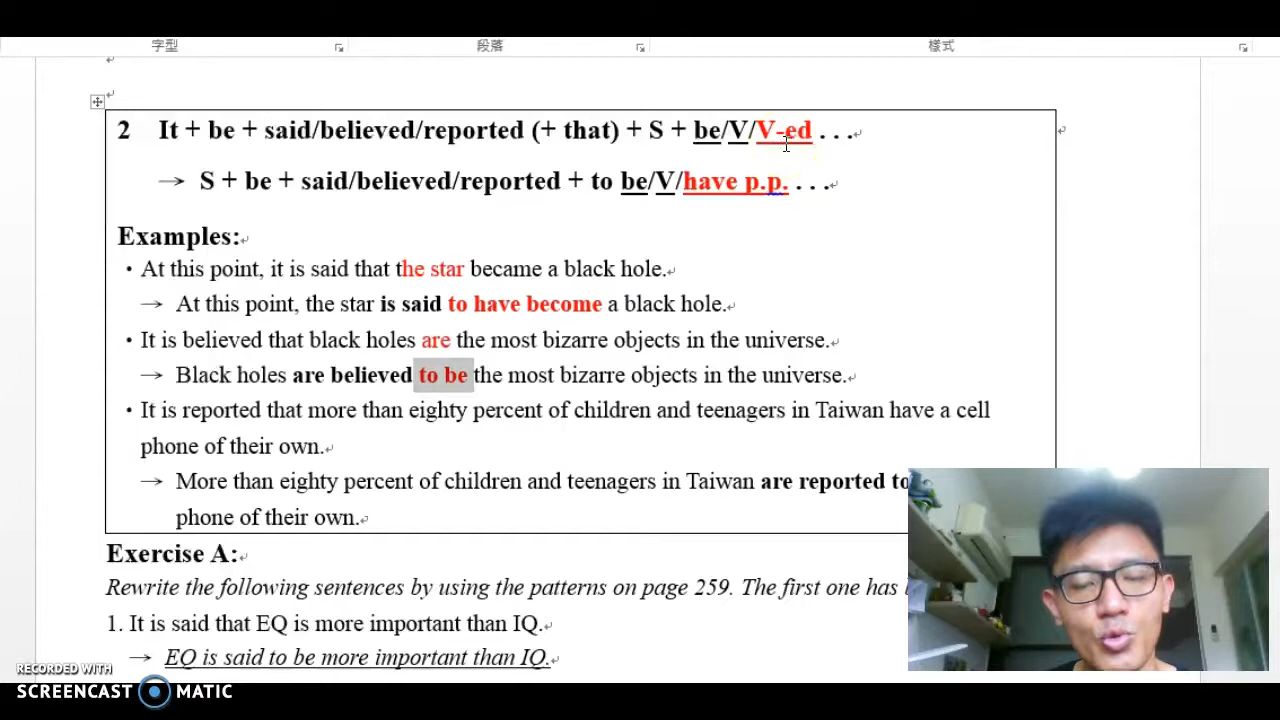 字型 段落 樣式
2 It + be + said/believed/reported (+ that) + S + be/V/V-ed . . .
→ S + be + said/believed/reported + to be/V/have p.p. . . .
Examples:
• At this point, it is said that the star became a black hole.
→ At this point, the star is said to have become a black hole.
• It is believed that black holes are the most bizarre objects in the universe.
→ Black holes are believed to be the most bizarre objects in the universe.
• It is reported that more than eighty percent of children and teenagers in Taiwan have a cell
phone of their own.
→ More than eighty percent of children and teenagers in Taiwan are reported to
phone of their own.
Exercise A:
Rewrite the following sentences by using the patterns on page 259. The first one has
1. It is said that EQ is more important than IQ.
→ EQ is said to be more important than IQ.
RECORDED WITH
SCREENCAST MATIC